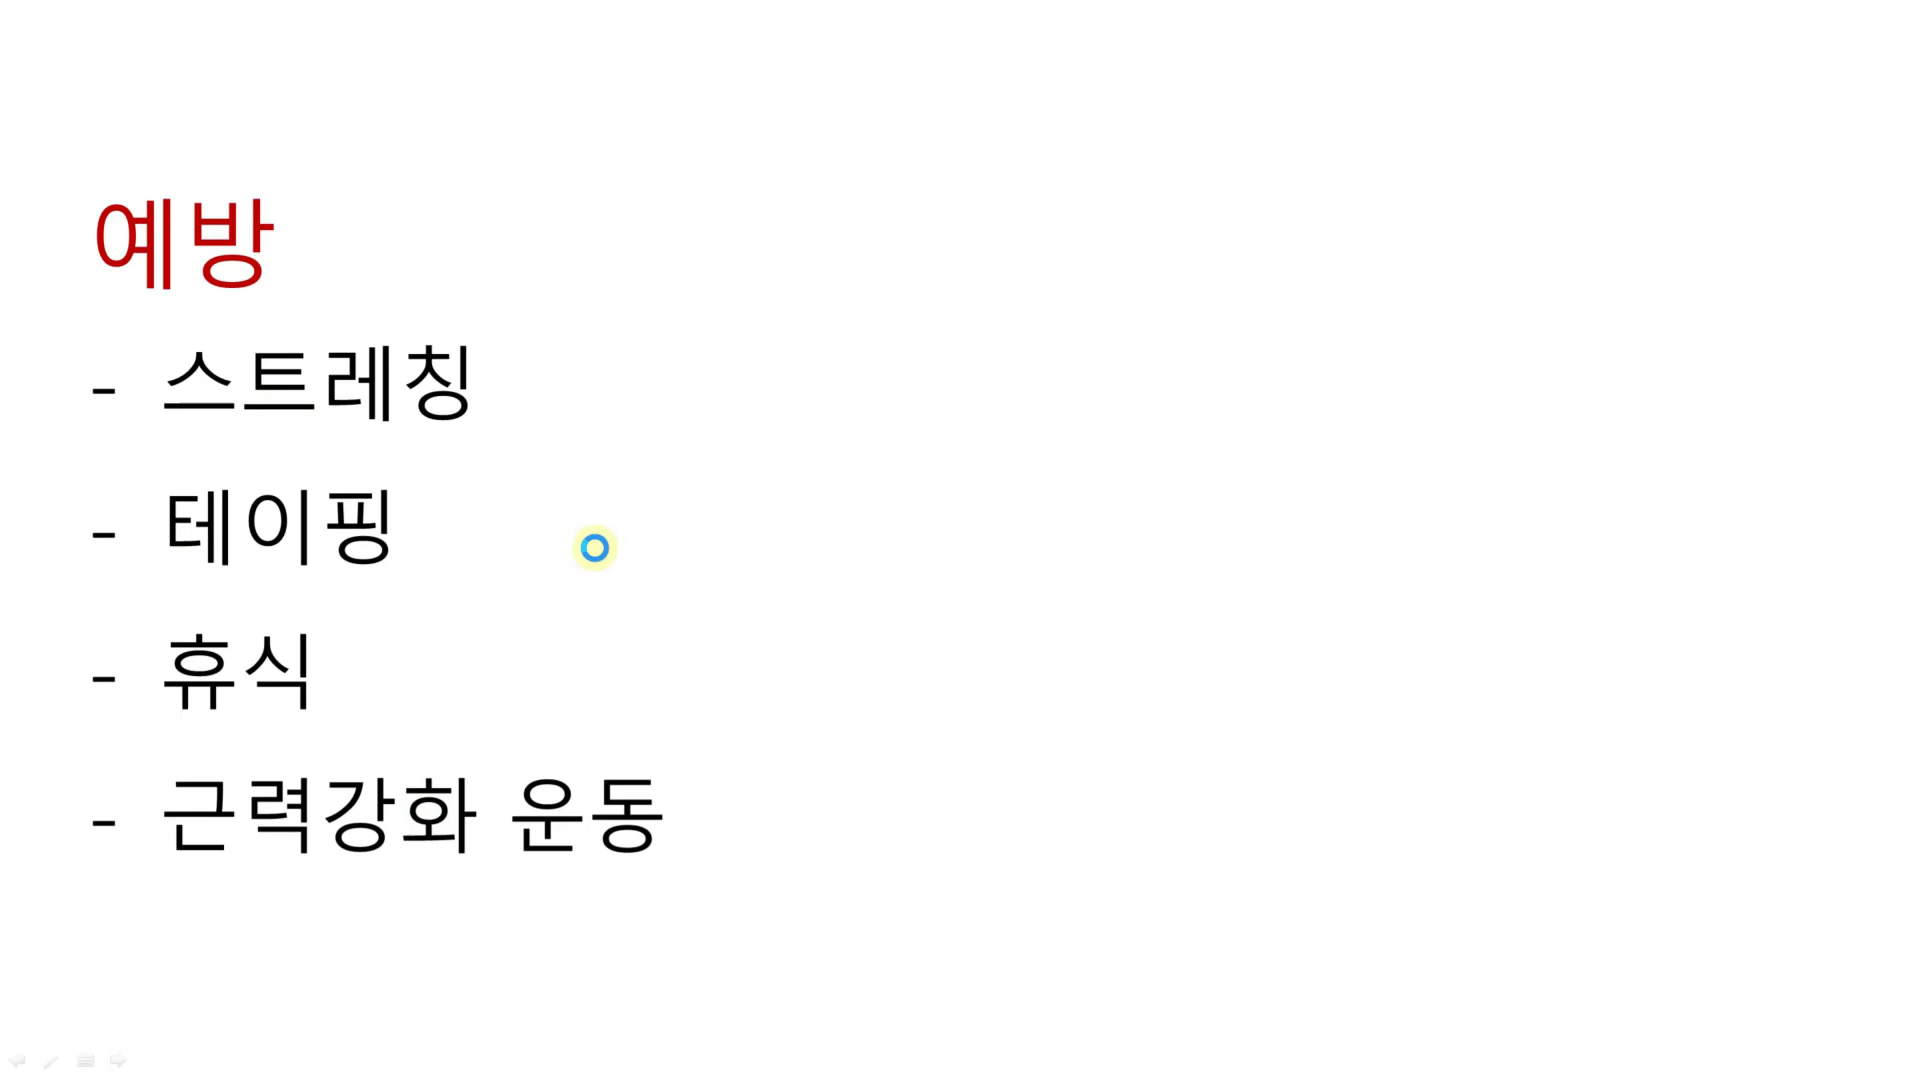 예방
- 스트레칭
- 테이핑
- 휴식
- 근력강화 운동